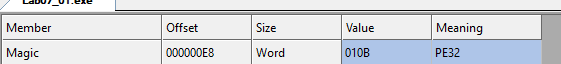 Lab07_01.exe
Member Offset Size Value Meaning
Magic 000000E8 Word 010B PE32